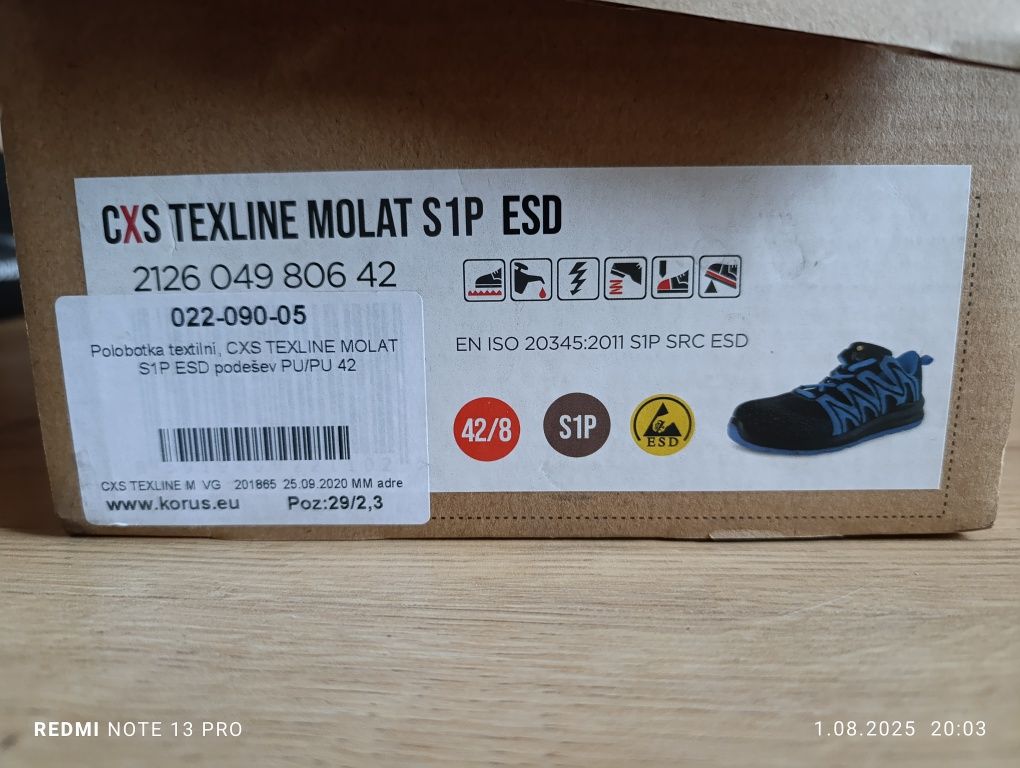 CXS TEXLINE MOLAT S1P ESD
2126 049 806 42
022-090-05
Polobotka textilní, CXS TEXLINE MOLAT
S1P ESD podešev PU/PU 42
CXS TEXLINE M VG 201865 25.09.2020 MM adre
www.korus.eu Poz:29/2,3
EN ISO 20345:2011 S1P SRC ESD
42/8
S1P
ESD
REDMI NOTE 13 PRO
1.08.2025 20:03